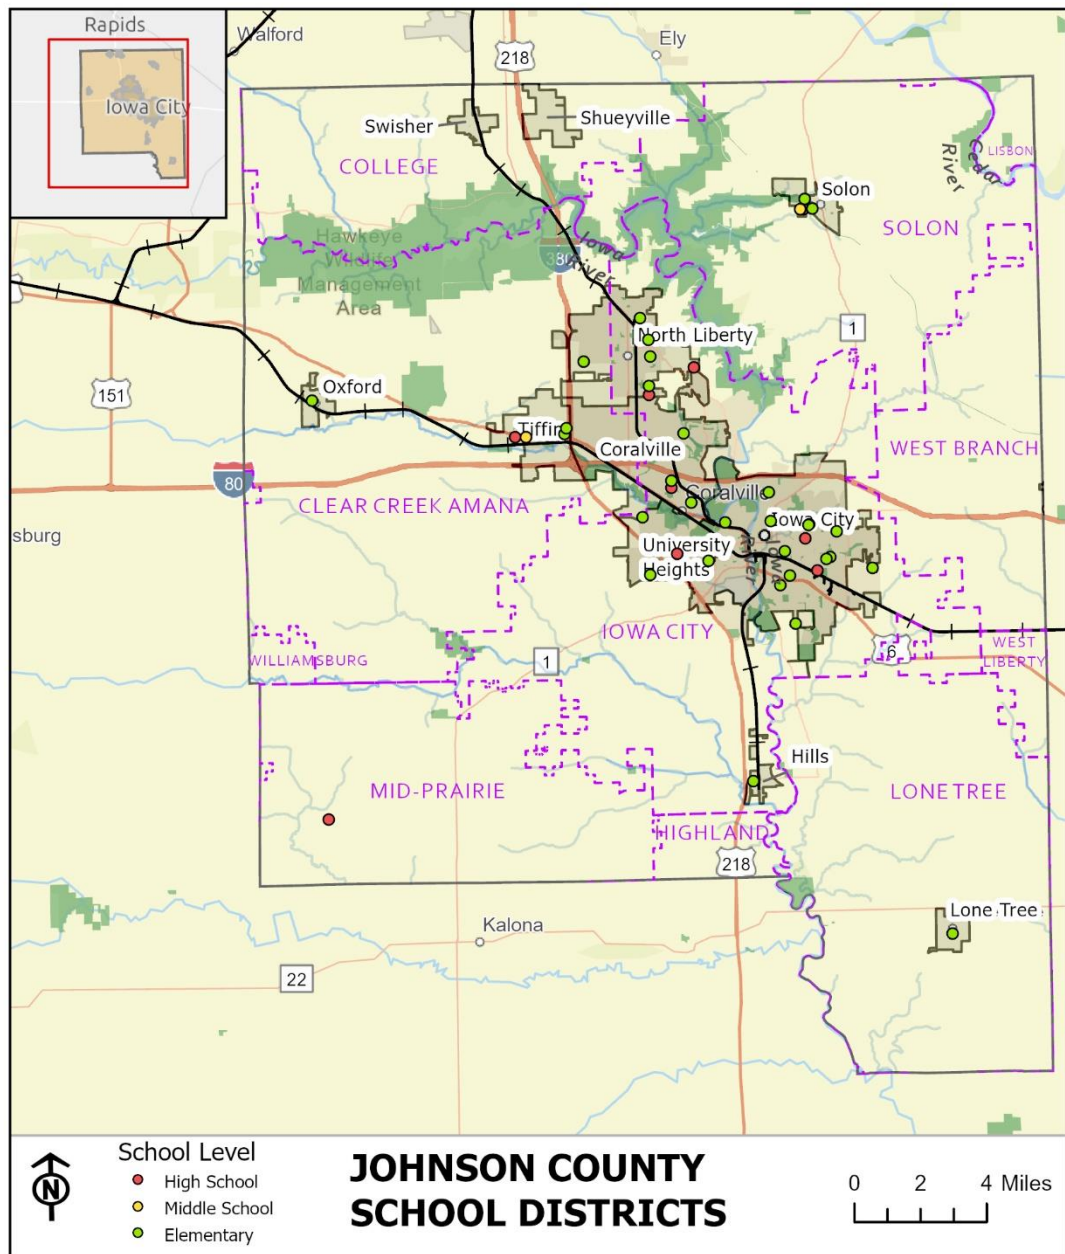 Rapids
Iowa City
Walford
218
Ely
Swisher
Shueyville
COLLEGE
River
Cedar
LISBON
Solon
SOLON
Hawkeye
Wildlife
Management
Area
Iowa
River
380
North Liberty
1
151
Oxford
Tiffin
Coralville
WEST BRANCH
80
CLEAR CREEK AMANA
Coralville
sburg
Iowa City
University
Heights
Iowa
River
IOWA CITY
WILLIAMSBURG
1
6
WEST
LIBERTY
Hills
MID-PRAIRIE
LONE TREE
HIGHLAND
218
Lone Tree
Kalona
22
N
School Level
High School
Middle School
Elementary
JOHNSON COUNTY
SCHOOL DISTRICTS
0 2 4 Miles